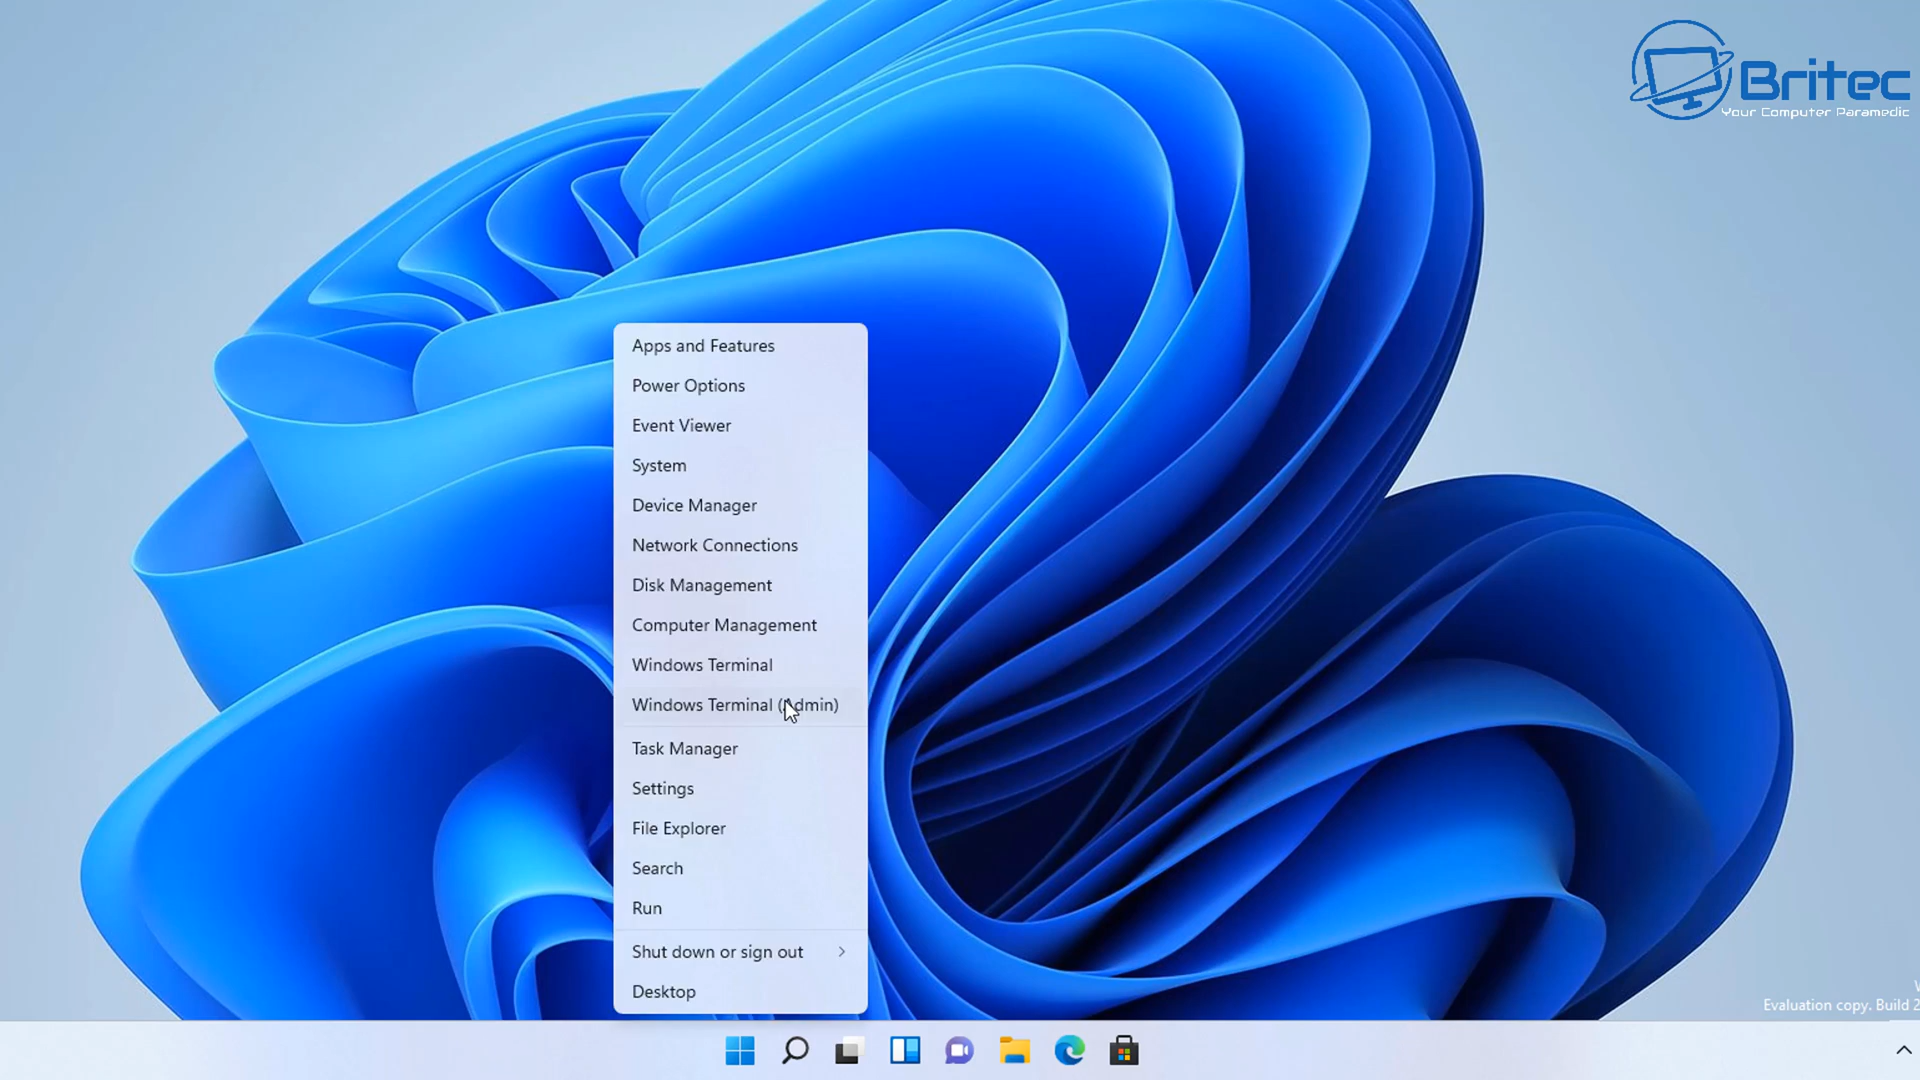 Britec
Your Computer Paramedic
Apps and Features
Power Options
Event Viewer
System
Device Manager
Network Connections
Disk Management
Computer Management
Windows Terminal
Windows Terminal (Admin)
Task Manager
Settings
File Explorer
Search
Run
Shut down or sign out
Desktop
Evaluation copy. Build